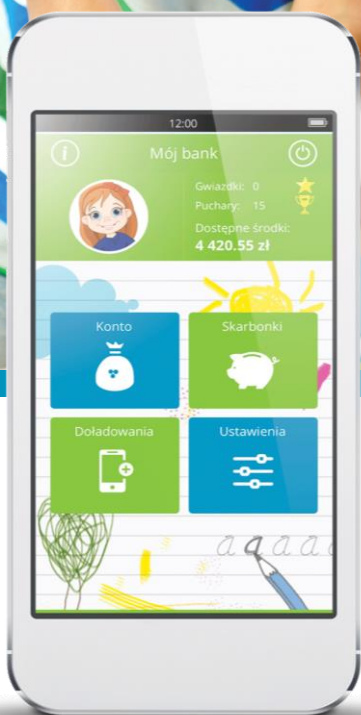 12:00
Mój bank
Gwiazdki: 0
Puchary: 15
Dostępne środki:
4 420.55 zł
Konto
Skarbonki
Doładowania
Ustawienia
a a a a a